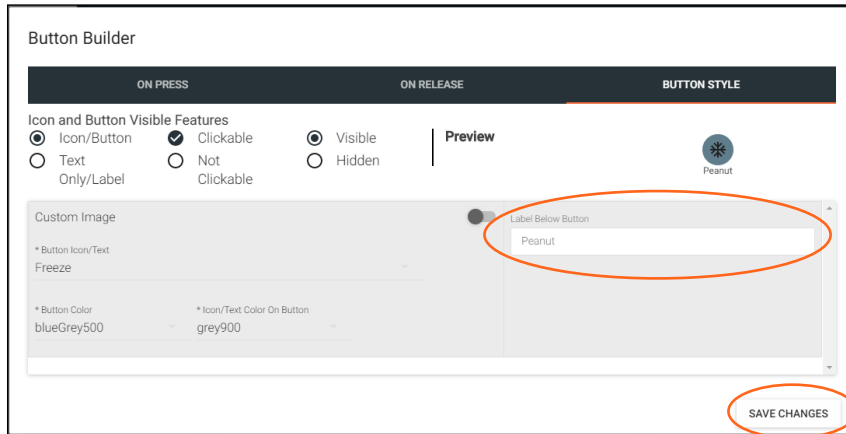 Button Builder
ON PRESS ON RELEASE BUTTON STYLE
Icon and Button Visible Features
Icon/Button Clickable Visible Preview
Text Only/Label Not Clickable Hidden
Peanut
Custom Image Label Below Button
Peanut
* Button Icon/Text
Freeze
* Button Color * Icon/Text Color On Button
blueGrey500 grey900
SAVE CHANGES